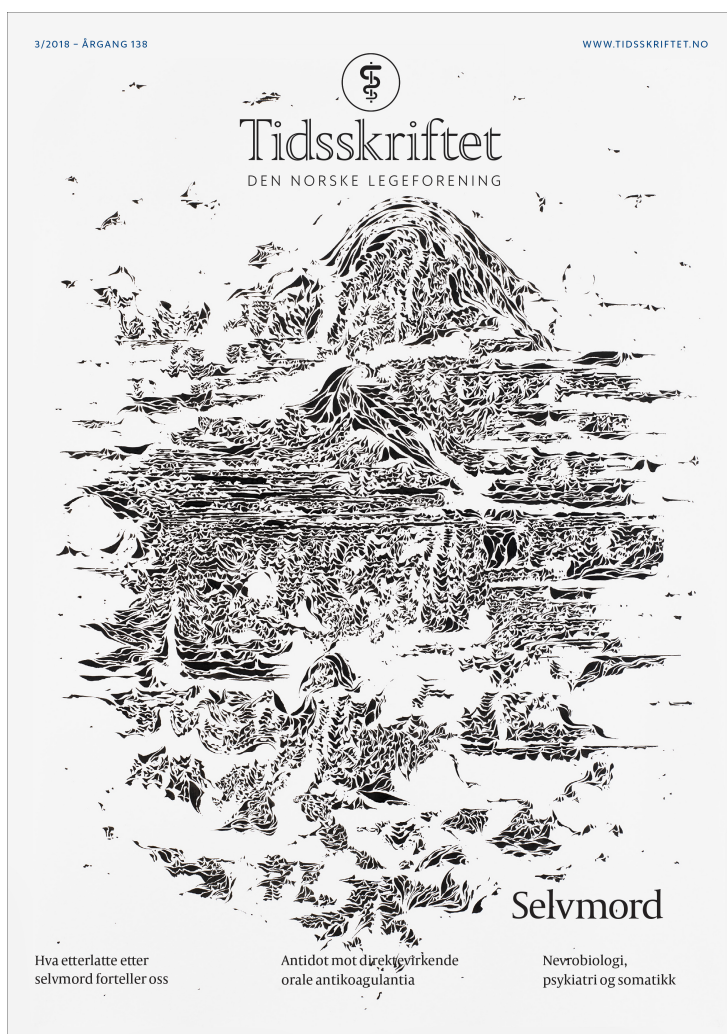 3/2018 – ÅRGANG 138
WWW.TIDSSKRIFTET.NO
Tidsskriftet
DEN NORSKE LEGEFORENING
Selvmord
Hva etterlatte etter
selvmord forteller oss
Antidot mot direktevirkende
orale antikoagulantia
Nevrobiologi,
psykiatri og somatikk